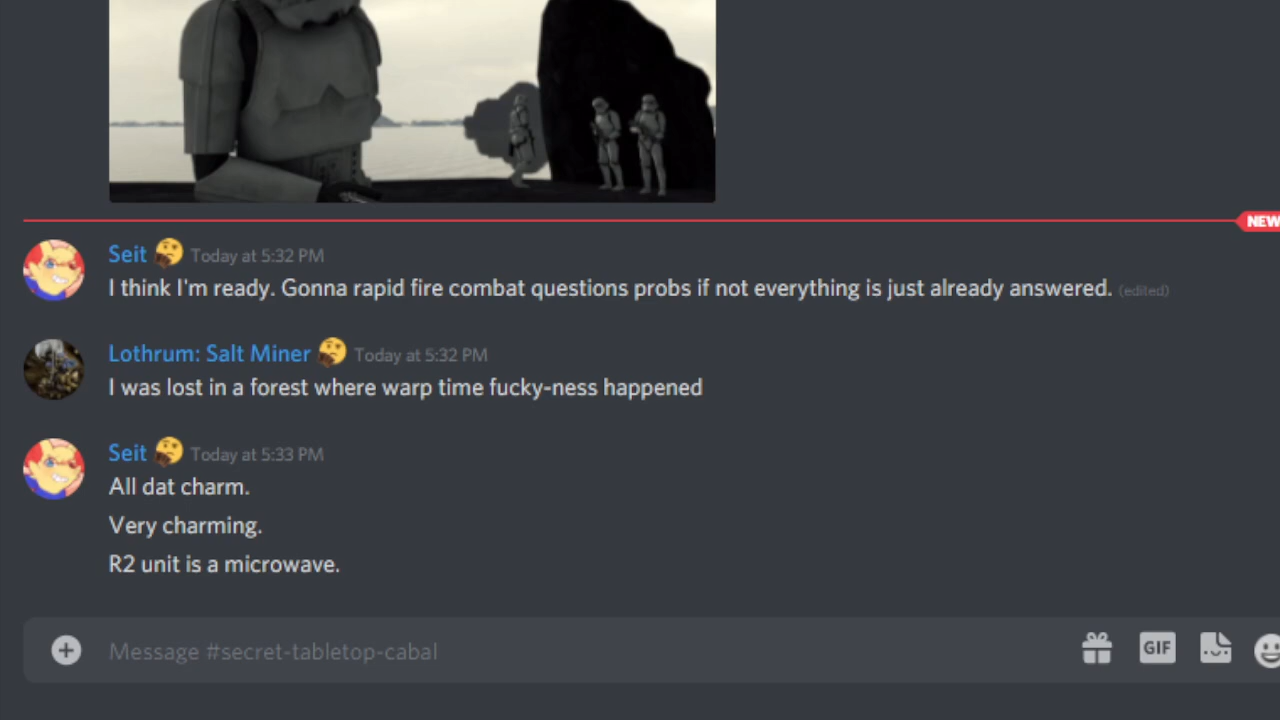 NEW
Seit 🤔 Today at 5:32 PM
I think I'm ready. Gonna rapid fire combat questions probs if not everything is just already answered. (edited)
Lothrum: Salt Miner 🤔 Today at 5:32 PM
I was lost in a forest where warp time fucky-ness happened
Seit 🤔 Today at 5:33 PM
All dat charm.
Very charming.
R2 unit is a microwave.
Message #secret-tabletop-cabal
GIF